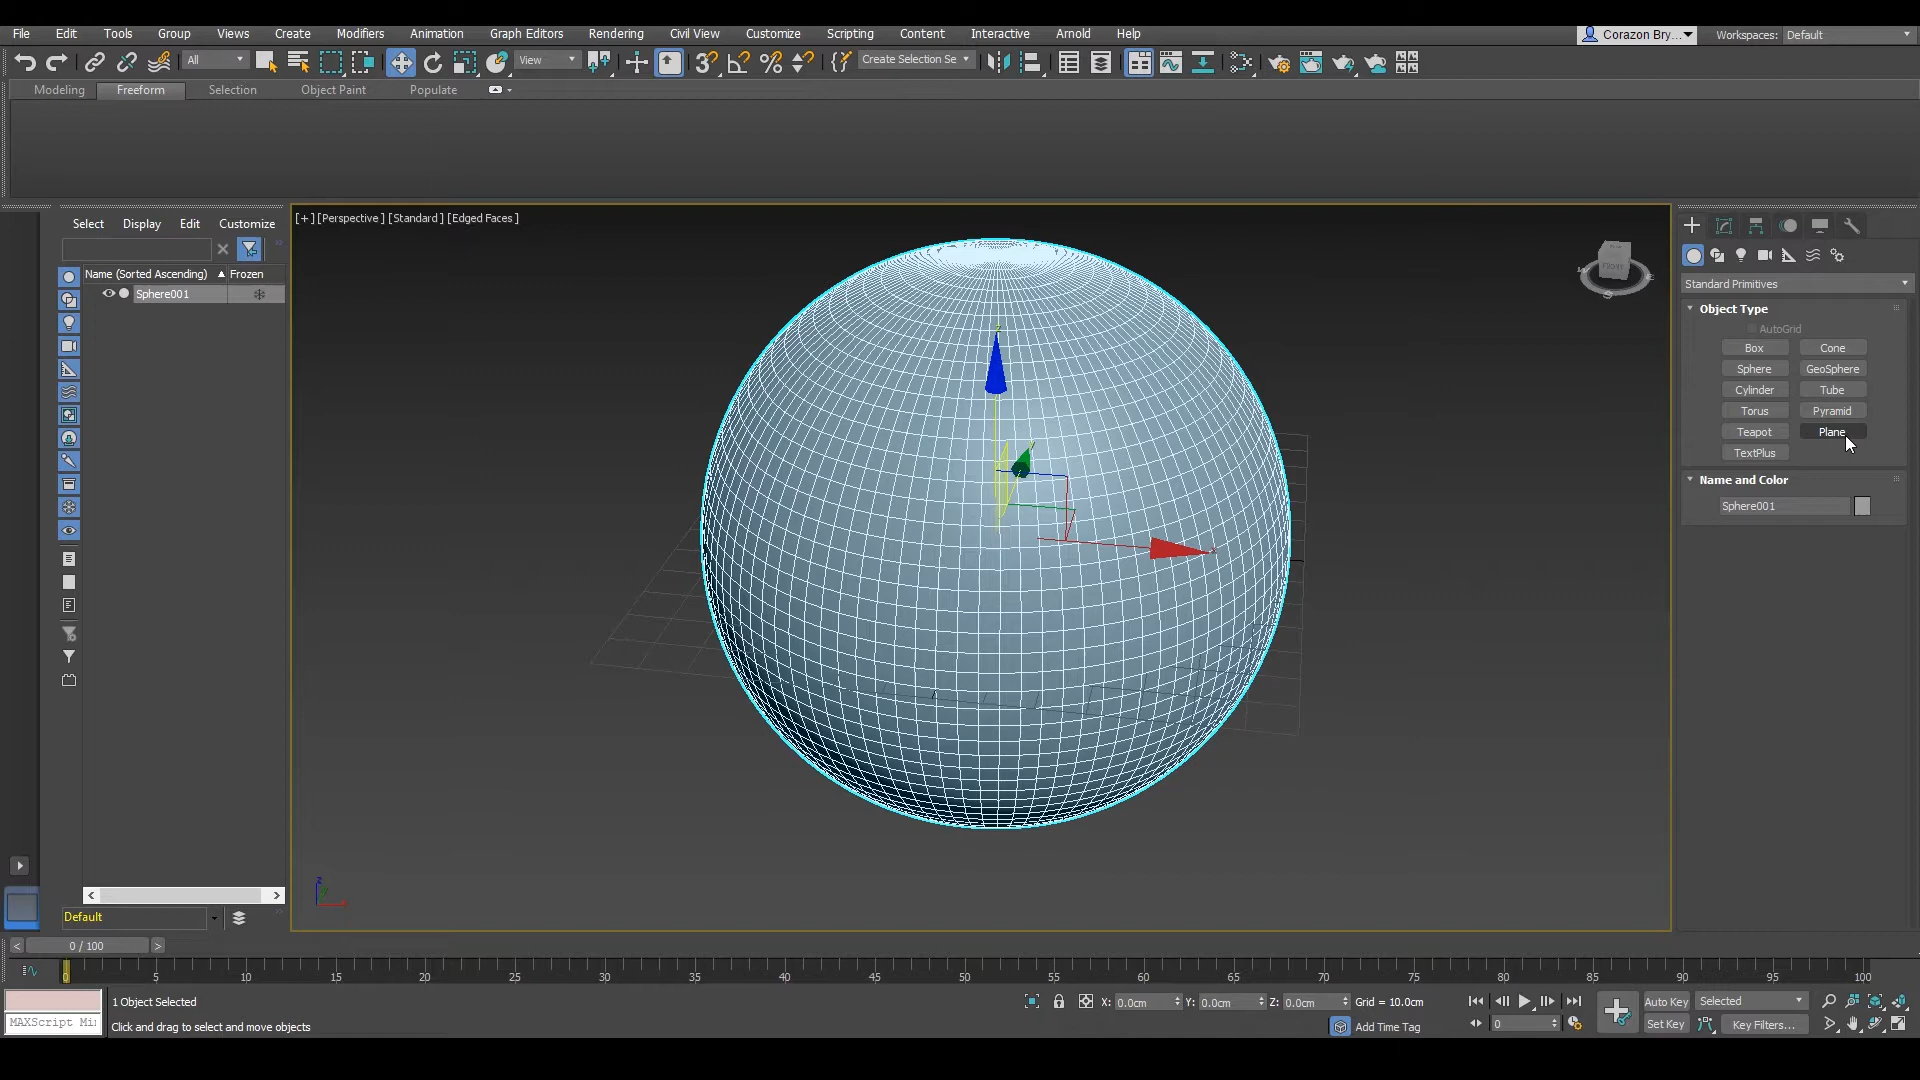 File Edit Tools Group Views Create Modifiers Animation Graph Editors Rendering Civil View Customize Scripting Content Interactive Arnold Help
Corazon Bry... Workspaces: Default
All View Create Selection Se
Modeling Freeform Selection Object Paint Populate
Select Display Edit Customize
[+] [Perspective] [Standard] [Edged Faces]
Name (Sorted Ascending) Frozen
Sphere001
Standard Primitives
Object Type
AutoGrid
Box Cone
Sphere GeoSphere
Cylinder Tube
Torus Pyramid
Teapot Plane
TextPlus
Name and Color
Sphere001
Default
0 / 100
0 5 10 15 20 25 30 35 40 45 50 55 60 65 70 75 80 85 90 95 100
1 Object Selected X: 0.0cm Y: 0.0cm Z: 0.0cm Grid = 10.0cm Auto Key Selected
MAXScript Mi Click and drag to select and move objects Add Time Tag 0 Set Key Key Filters...